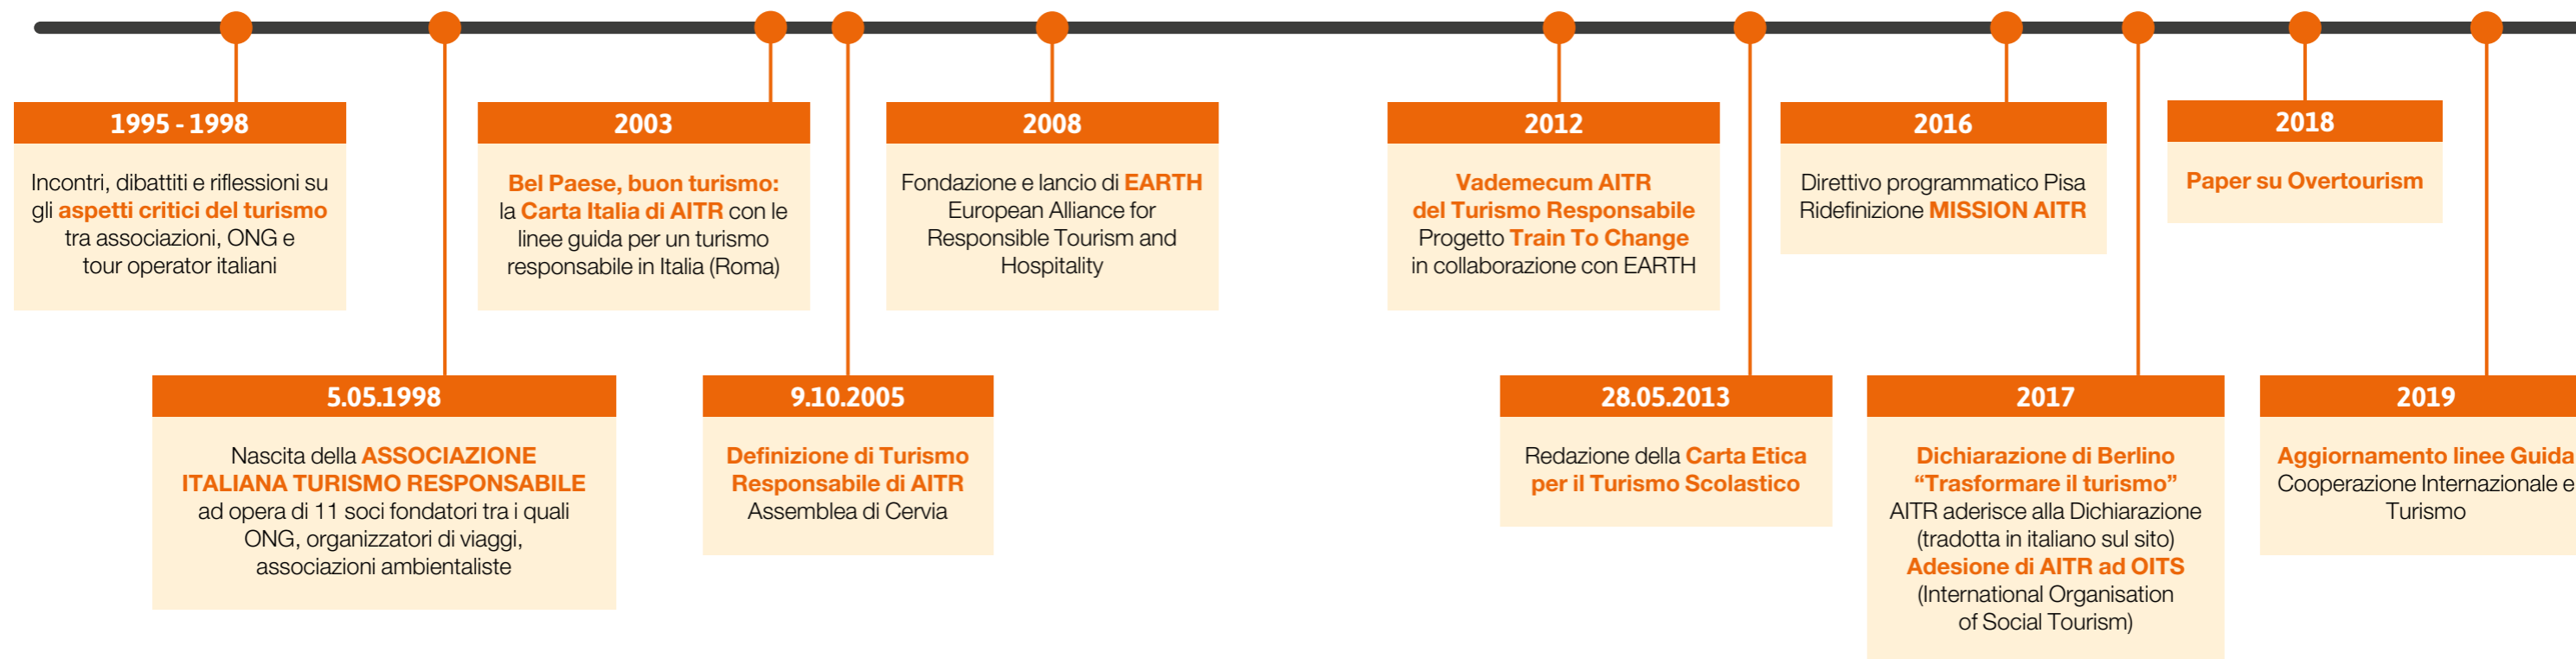 1995 - 1998
Incontri, dibattiti e riflessioni su
gli aspetti critici del turismo
tra associazioni, ONG e
tour operator italiani
5.05.1998
Nascita della ASSOCIAZIONE
ITALIANA TURISMO RESPONSABILE
ad opera di 11 soci fondatori tra i quali
ONG, organizzatori di viaggi,
associazioni ambientaliste
2003
Bel Paese, buon turismo:
la Carta Italia di AITR con le
linee guida per un turismo
responsabile in Italia (Roma)
9.10.2005
Definizione di Turismo
Responsabile di AITR
Assemblea di Cervia
2008
Fondazione e lancio di EARTH
European Alliance for
Responsible Tourism and
Hospitality
2012
Vademecum AITR
del Turismo Responsabile
Progetto Train To Change
in collaborazione con EARTH
28.05.2013
Redazione della Carta Etica
per il Turismo Scolastico
2016
Direttivo programmatico Pisa
Ridefinizione MISSION AITR
2017
Dichiarazione di Berlino
“Trasformare il turismo”
AITR aderisce alla Dichiarazione
(tradotta in italiano sul sito)
Adesione di AITR ad OITS
(International Organisation
of Social Tourism)
2018
Paper su Overtourism
2019
Aggiornamento linee Guida
Cooperazione Internazionale e
Turismo